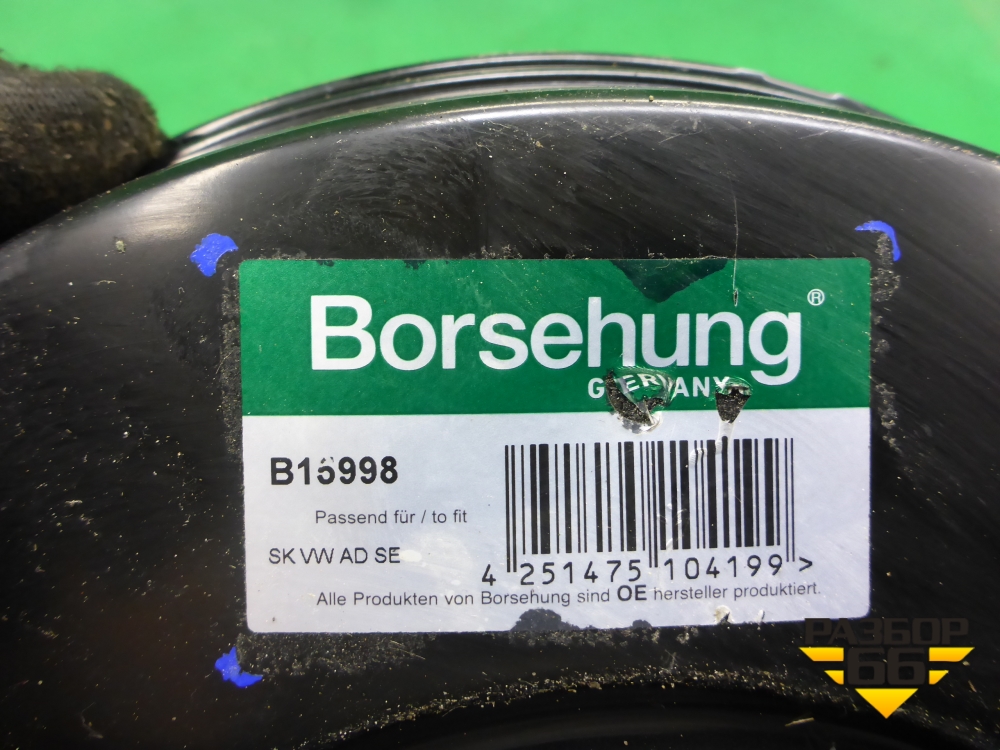 Borsehung®
GERMANY
Passend für / to fit
SK VW AD SE
4 251475 104199 >
Alle Produkten von Borsehung sind OE hersteller produktiert.
РАЗБОР
66